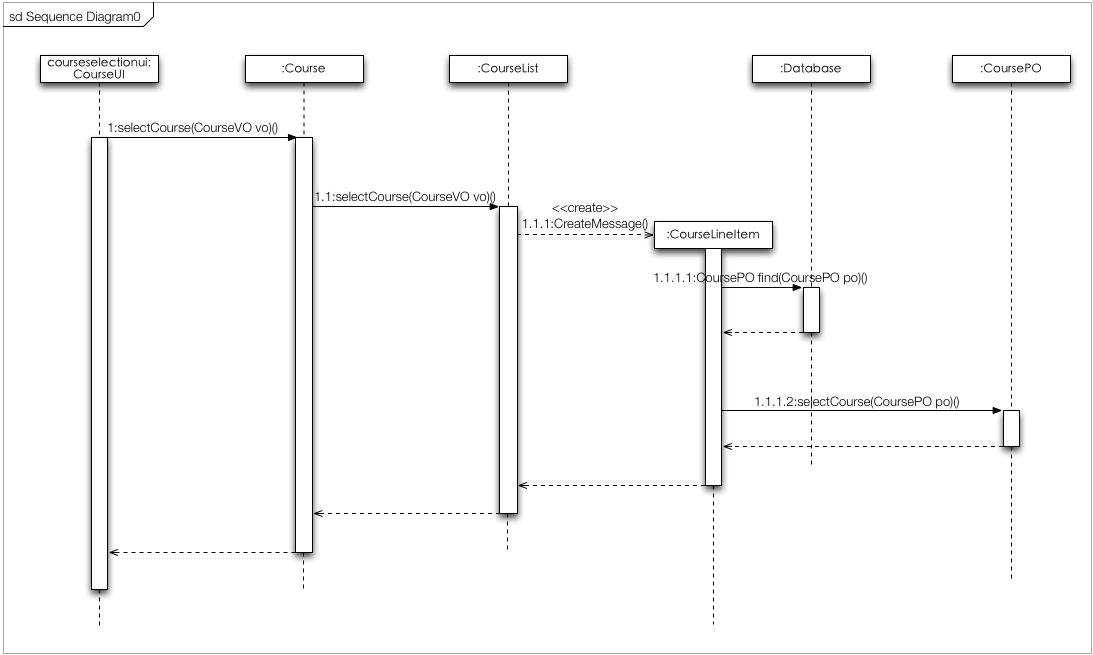 sd Sequence Diagram0
courseselectionui:
CourseUI
:Course
:CourseList
:Database
:CoursePO
1:selectCourse(CourseVO vo)()
1.1:selectCourse(CourseVO vo)()
<<create>>
1.1.1:CreateMessage()
:CourseLineItem
1.1.1.1:CoursePO find(CoursePO po)()
1.1.1.2:selectCourse(CoursePO po)()